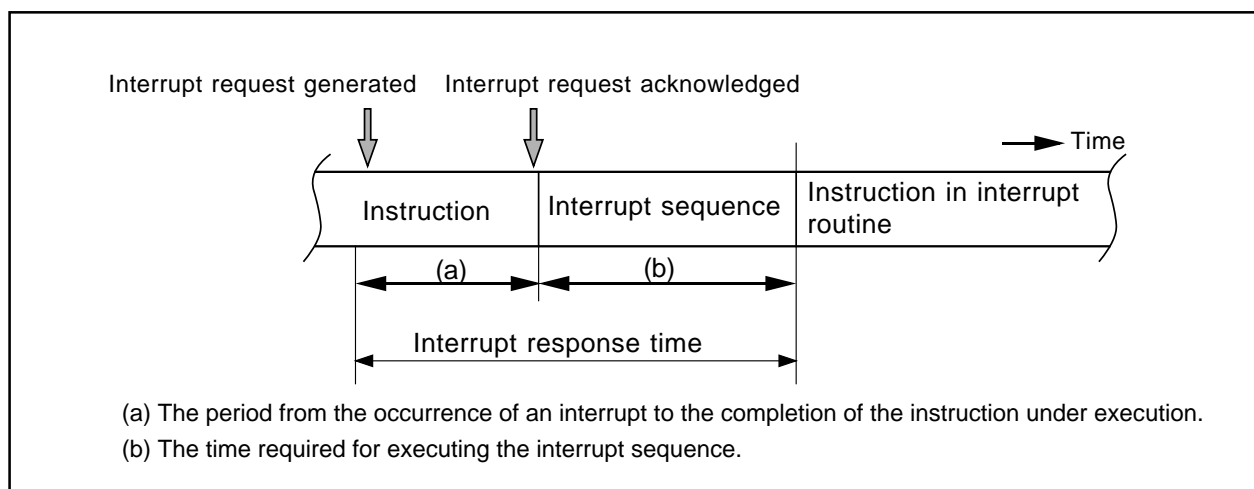 Interrupt request generated
Interrupt request acknowledged
Time
Instruction
Interrupt sequence
Instruction in interrupt
routine
(a)
(b)
Interrupt response time
(a) The period from the occurrence of an interrupt to the completion of the instruction under execution.
(b) The time required for executing the interrupt sequence.